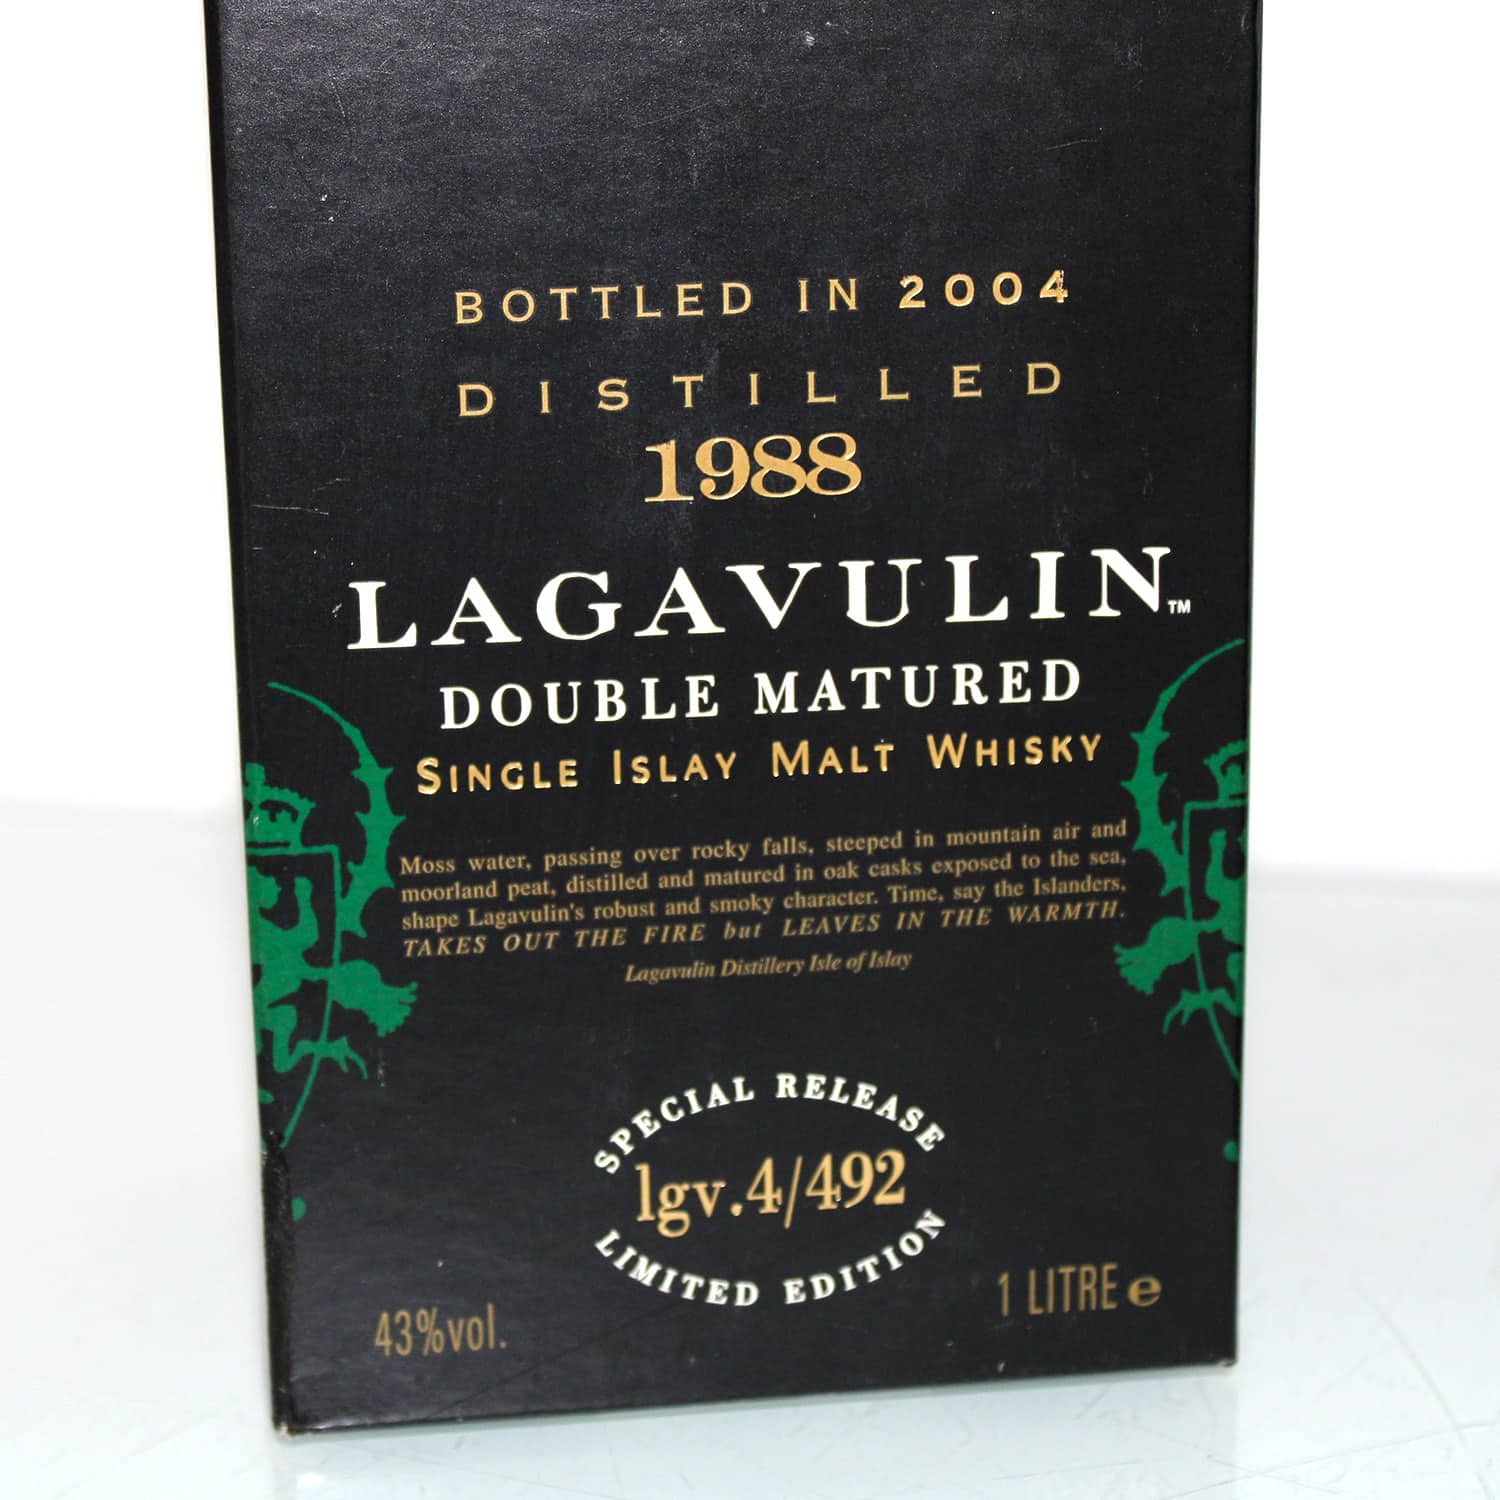 BOTTLED IN 2004
DISTILLED
1988
LAGAVULIN™
DOUBLE MATURED
SINGLE ISLAY MALT WHISKY
Moss water, passing over rocky falls, steeped in mountain air and
moorland peat, distilled and matured in oak casks exposed to the sea,
shape Lagavulin's robust and smoky character. Time, say the Islanders,
TAKES OUT THE FIRE but LEAVES IN THE WARMTH.
Lagavulin Distillery Isle of Islay
SPECIAL RELEASE
lgv.4/492
LIMITED EDITION
43%vol.
1 LITRE e